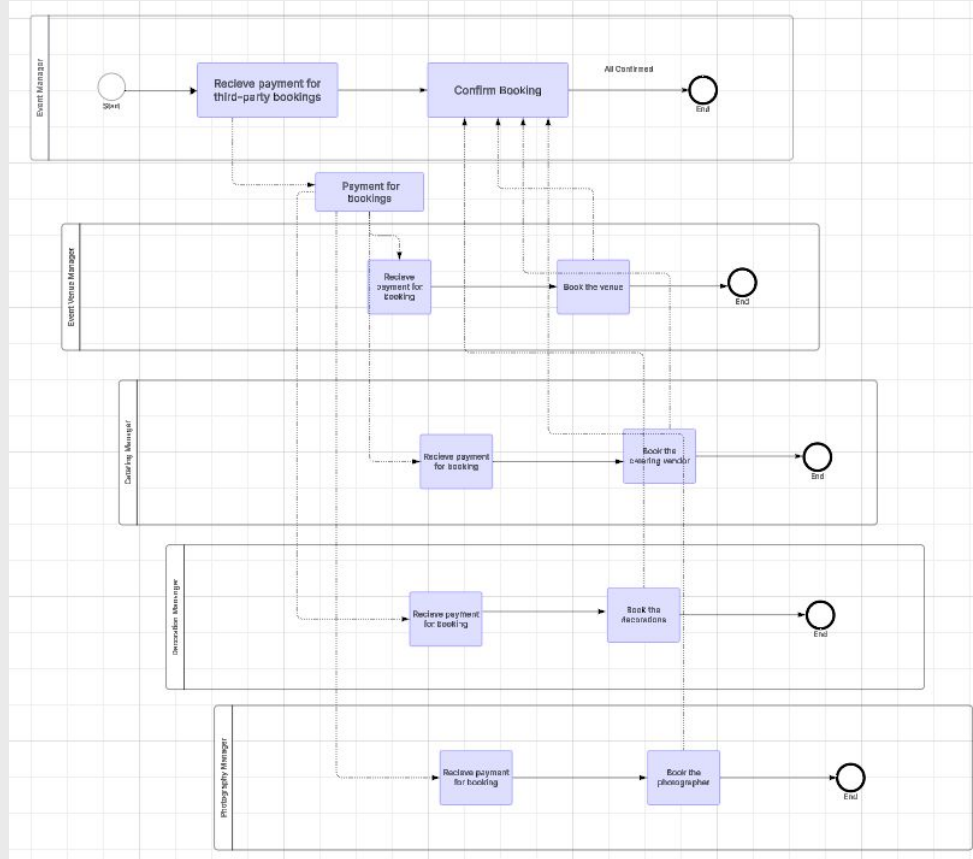 Event Manager
Start
Recieve payment for
third-party bookings
Confirm Booking
All Confirmed
End
Payment for
bookings
Event Venue Manager
Recieve
payment for
booking
Book the venue
End
Catering Manager
Recieve payment
for booking
Book the
catering vendor
End
Decoration Manager
Recieve payment
for booking
Book the
decorations
End
Photography Manager
Recieve payment
for booking
Book the
photographer
End